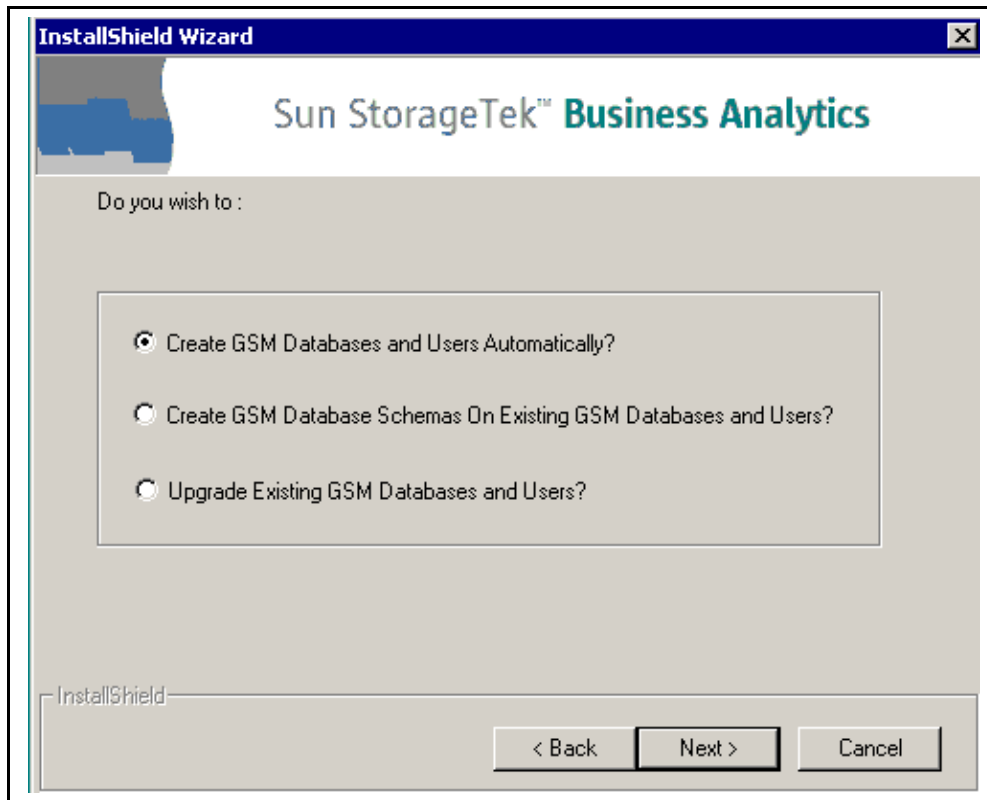 InstallShield Wizard
Sun StorageTek™ Business Analytics
Do you wish to :
Create GSM Databases and Users Automatically?
Create GSM Database Schemas On Existing GSM Databases and Users?
Upgrade Existing GSM Databases and Users?
InstallShield
< Back Next > Cancel